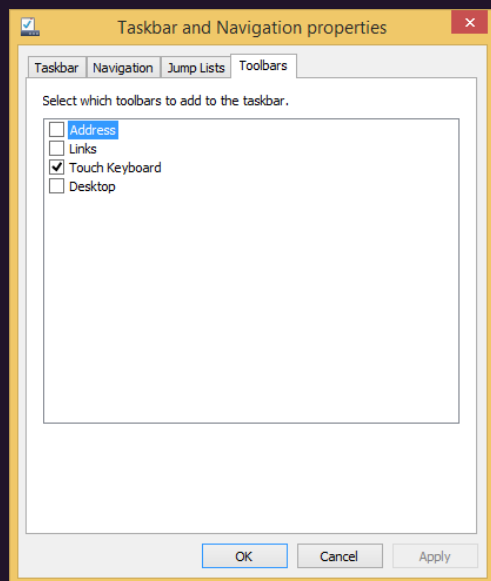 Taskbar and Navigation properties
Taskbar Navigation Jump Lists Toolbars
Select which toolbars to add to the taskbar.
Address
Links
Touch Keyboard
Desktop
OK Cancel Apply